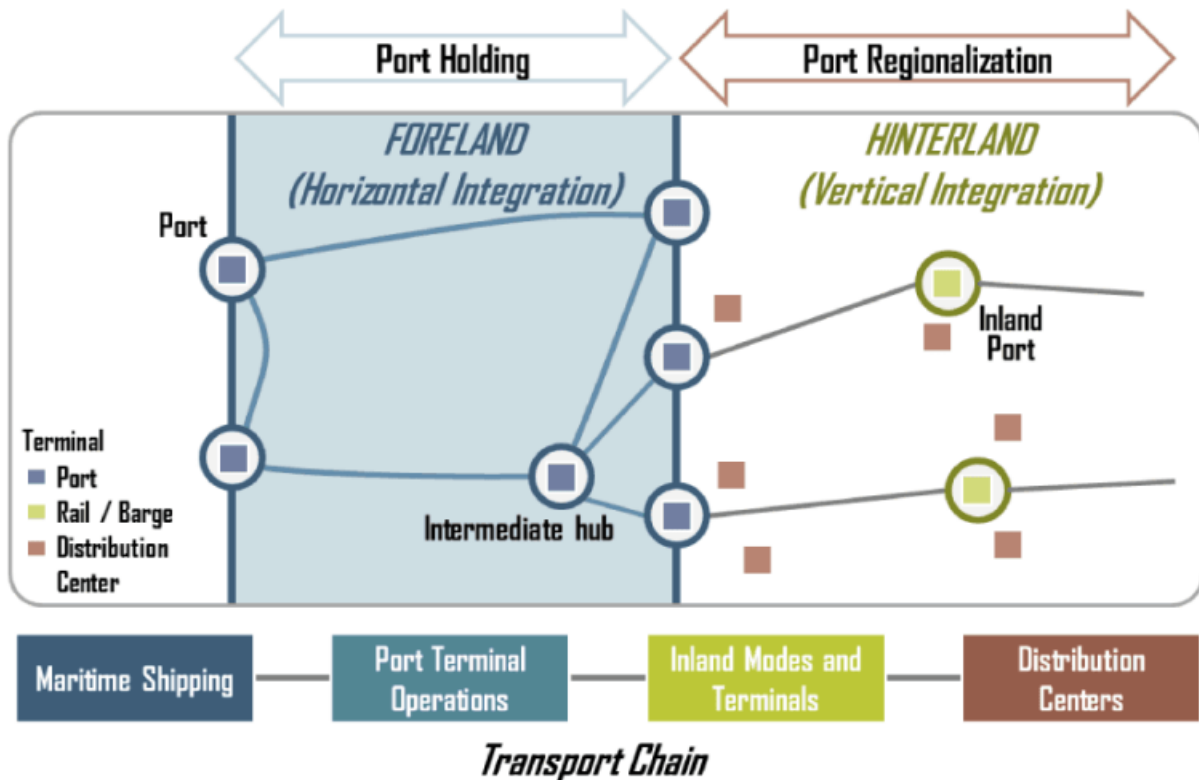 Port Holding
Port Regionalization
FORELAND
(Horizontal Integration)
HINTERLAND
(Vertical Integration)
Port
Inland
Port
Intermediate hub
Terminal
Port
Rail / Barge
Distribution
Center
Maritime Shipping
Port Terminal
Operations
Inland Modes and
Terminals
Distribution
Centers
Transport Chain